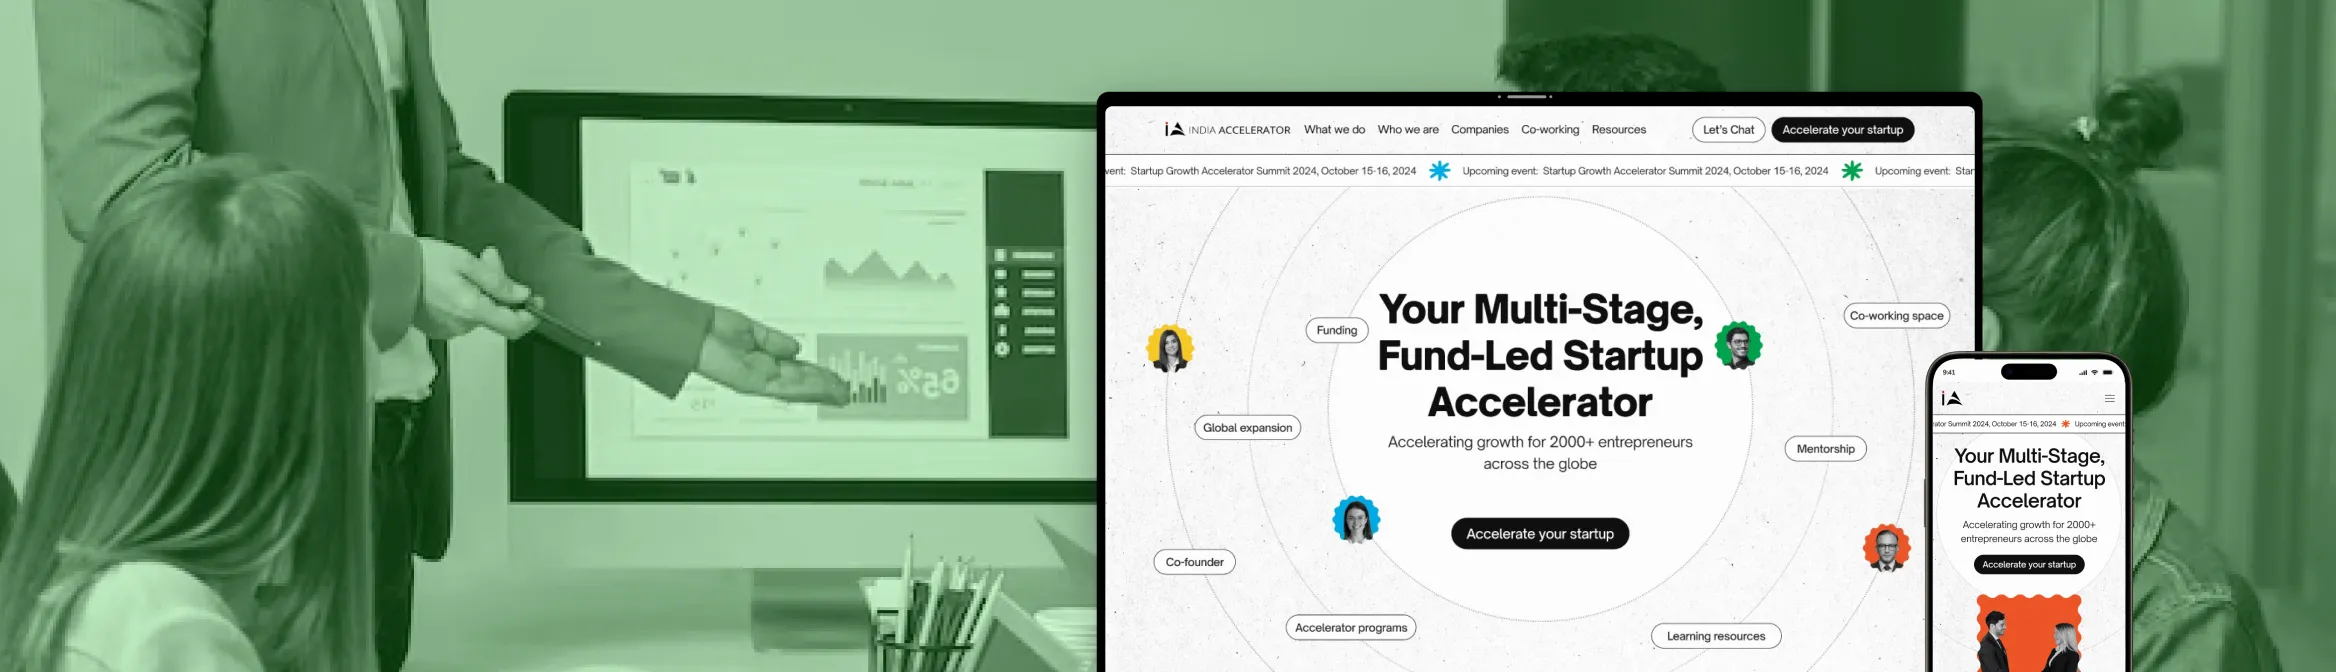 iA INDIA ACCELERATOR What we do Who we are Companies Co-working Resources Let's Chat Accelerate your startup
vent: Startup Growth Accelerator Summit 2024, October 15-16, 2024 Upcoming event: Startup Growth Accelerator Summit 2024, October 15-16, 2024 Upcoming event: Star
Your Multi-Stage,
Fund-Led Startup
Accelerator
Accelerating growth for 2000+ entrepreneurs
across the globe
Accelerate your startup
Funding
Co-working space
Global expansion
Mentorship
Co-founder
Accelerator programs
Learning resources
65%
9:41
iA
rator Summit 2024, October 15-16, 2024 Upcoming event
Your Multi-Stage,
Fund-Led Startup
Accelerator
Accelerating growth for 2000+
entrepreneurs across the globe
Accelerate your startup